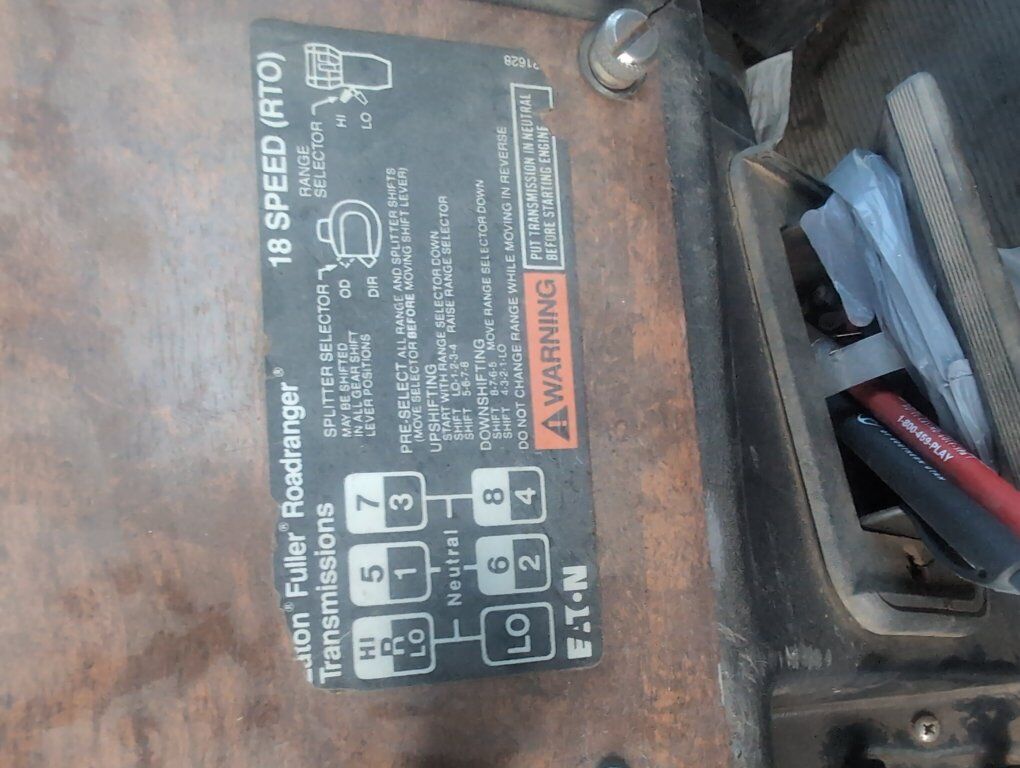 Eaton® Fuller® Roadranger®
Transmissions
18 SPEED (RTO)
HI
R
LO
5
1
7
3
Neutral
LO
6
2
8
4
EATON
SPLITTER SELECTOR
MAY BE SHIFTED
IN ALL GEAR SHIFT
LEVER POSITIONS
OD
DIR
RANGE
SELECTOR
HI
LO
PRE-SELECT ALL RANGE AND SPLITTER SHIFTS
(MOVE SELECTOR BEFORE MOVING SHIFT LEVER)
UPSHIFTING
START WITH RANGE SELECTOR DOWN
SHIFT LO-1-2-3-4 RAISE RANGE SELECTOR
SHIFT 5-6-7-8
DOWNSHIFTING
SHIFT 8-7-6-5 MOVE RANGE SELECTOR DOWN
SHIFT 4-3-2-1-LO
DO NOT CHANGE RANGE WHILE MOVING IN REVERSE
WARNING
PUT TRANSMISSION IN NEUTRAL
BEFORE STARTING ENGINE
21628
1-800-459-PLAY